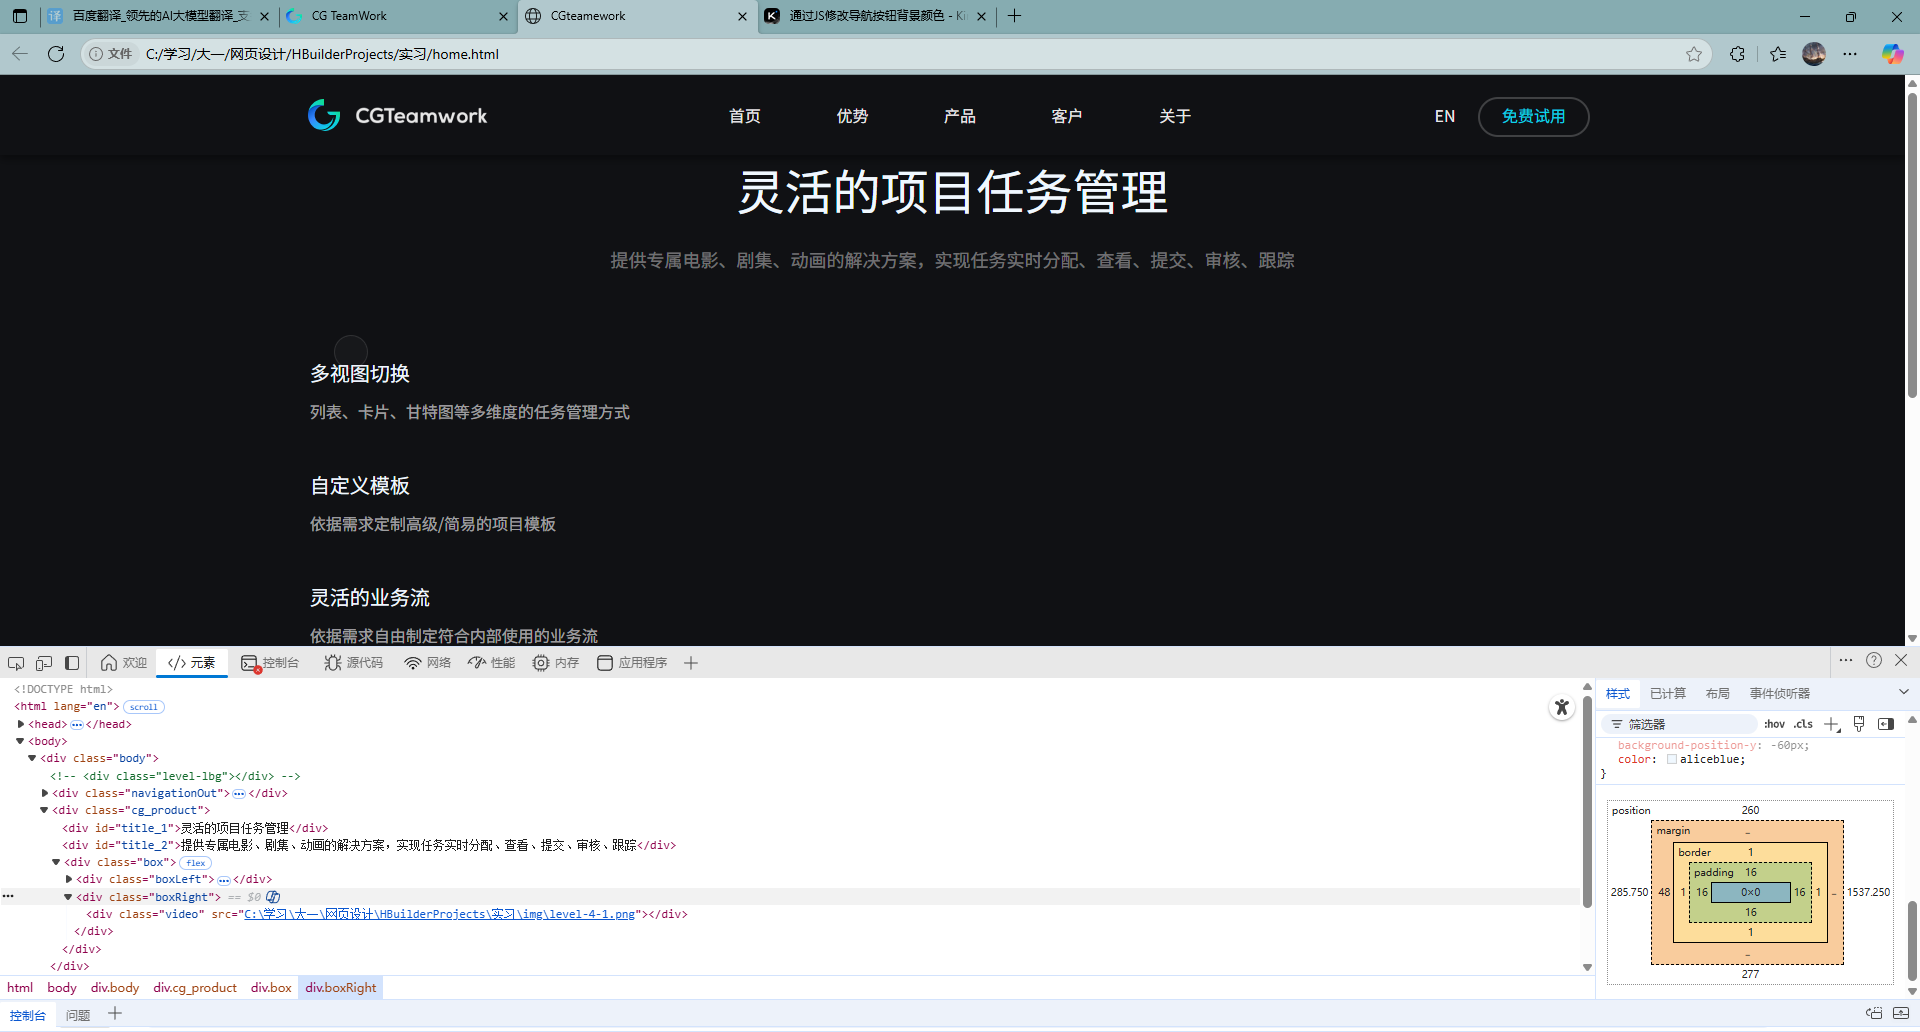 百度翻译_领先的AI大模型翻译_支
CG TeamWork
CGteamework
通过JS修改导航按钮背景颜色 - Ki
文件 C:/学习/大一/网页设计/HBuilderProjects/实习/home.html
CGTeamwork
首页 优势 产品 客户 关于
EN
免费试用
灵活的项目任务管理
提供专属电影、剧集、动画的解决方案，实现任务实时分配、查看、提交、审核、跟踪
多视图切换
列表、卡片、甘特图等多维度的任务管理方式
自定义模板
依据需求定制高级/简易的项目模板
灵活的业务流
依据需求自由制定符合内部使用的业务流
欢迎 </> 元素 控制台 源代码 网络 性能 内存 应用程序
<!DOCTYPE html>
<html lang="en"> scroll
<head> ••• </head>
<body>
<div class="body">
<!-- <div class="level-lbg"></div> -->
<div class="navigationOut"> ••• </div>
<div class="cg_product">
<div id="title_1">灵活的项目任务管理</div>
<div id="title_2">提供专属电影、剧集、动画的解决方案，实现任务实时分配、查看、提交、审核、跟踪</div>
<div class="box"> flex
<div class="boxLeft"> ••• </div>
<div class="boxRight"> == $0
<div class="video" src="C:\学习\大一\网页设计\HBuilderProjects\实习\img\level-4-1.png"></div>
</div>
</div>
</div>
html body div.body div.cg_product div.box div.boxRight
控制台 问题
样式 已计算 布局 事件侦听器
筛选器 :hov .cls
background-position-y: -60px;
color: aliceblue;
}
position 260
margin –
border 1
padding 16
285.750 48 1 16 0×0 16 1 – 1537.250
16
1
–
277